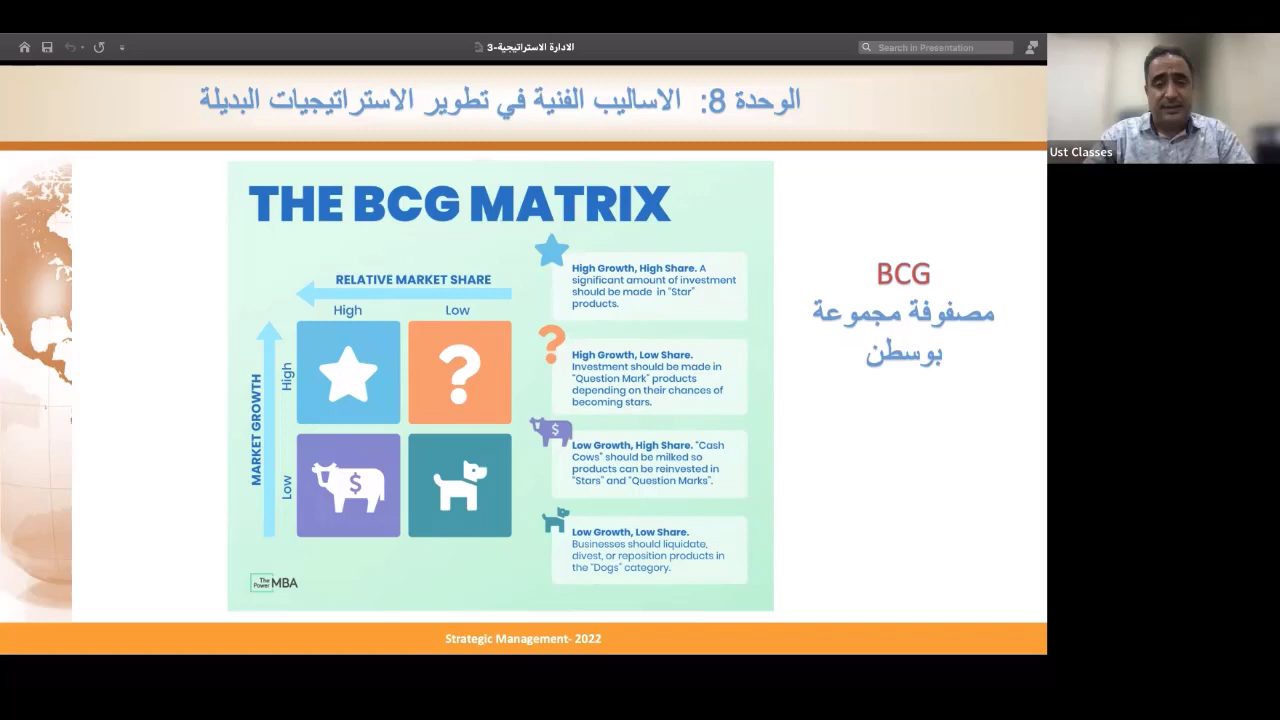 الادارة الاستراتيجية-3
Search in Presentation
Ust Classes
الوحدة 8: الاساليب الفنية في تطوير الاستراتيجيات البديلة
THE BCG MATRIX
RELATIVE MARKET SHARE
High
Low
MARKET GROWTH
High
Low
$
High Growth, High Share. A
significant amount of investment
should be made in "Star"
products.
?
High Growth, Low Share.
Investment should be made in
"Question Mark" products
depending on their chances of
becoming stars.
?
$
Low Growth, High Share. "Cash
Cows" should be milked so
products can be reinvested in
"Stars" and "Question Marks".
Low Growth, Low Share.
Businesses should liquidate,
divest, or reposition products in
the "Dogs" category.
The
Power MBA
BCG
مصفوفة مجموعة
بوسطن
Strategic Management- 2022